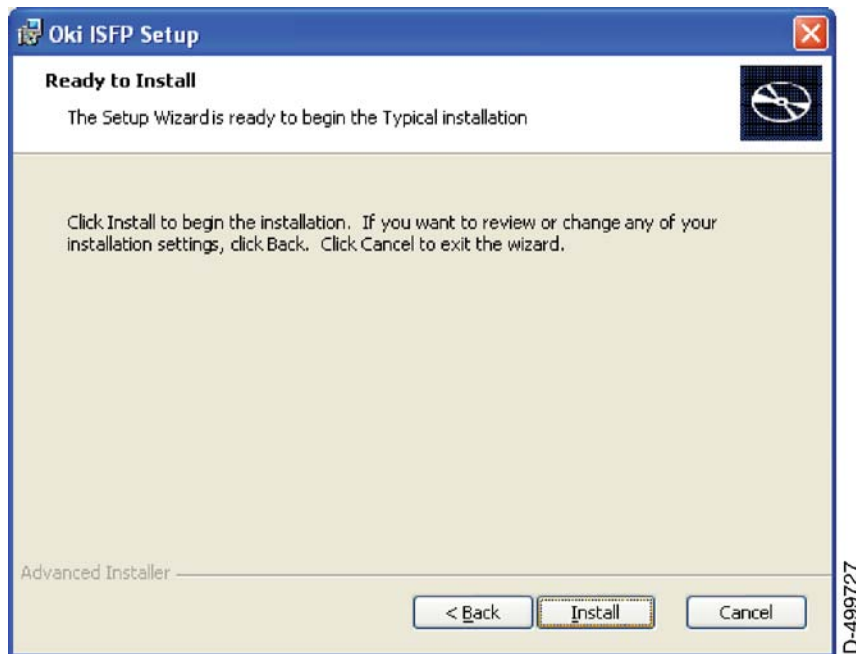 Oki ISFP Setup
Ready to Install
The Setup Wizard is ready to begin the Typical installation
Click Install to begin the installation. If you want to review or change any of your
installation settings, click Back. Click Cancel to exit the wizard.
Advanced Installer
< Back
Install
Cancel
D-499727